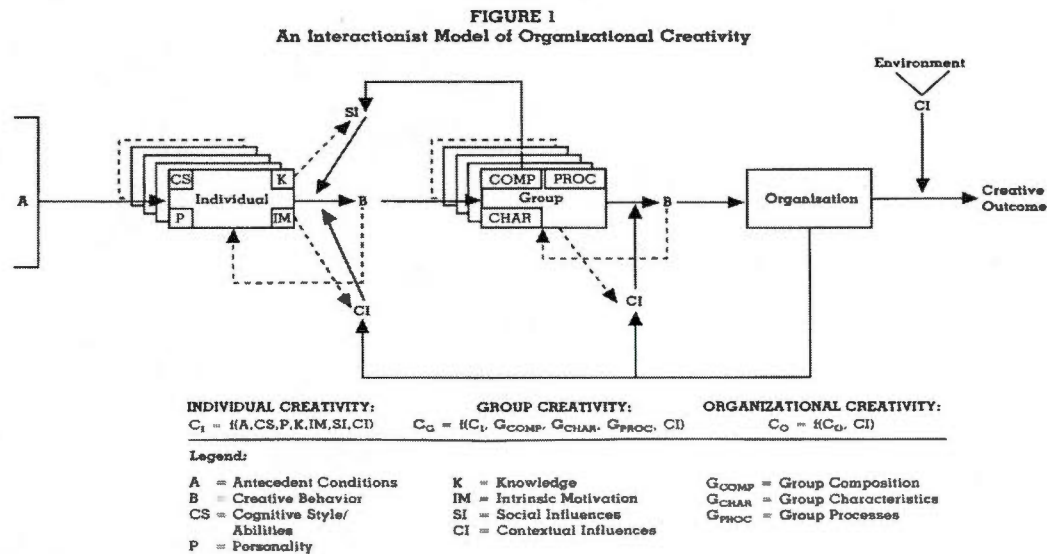 FIGURE 1
An Interactionist Model of Organizational Creativity
Environment
CI
SI
CS
K
COMP
PROC
A
Individual
B
Group
B
Organization
Creative
Outcome
P
IM
CHAR
CI
CI
INDIVIDUAL CREATIVITY: GROUP CREATIVITY: ORGANIZATIONAL CREATIVITY:
C_I = f(A,CS,P,K,IM,SI,CI) C_G = f(C_I, G_COMP, G_CHAR, G_PROC, CI) C_O = f(C_G, CI)
Legend:
A = Antecedent Conditions K = Knowledge G_COMP = Group Composition
B = Creative Behavior IM = Intrinsic Motivation G_CHAR = Group Characteristics
CS = Cognitive Style/ SI = Social Influences G_PROC = Group Processes
Abilities CI = Contextual Influences
P = Personality